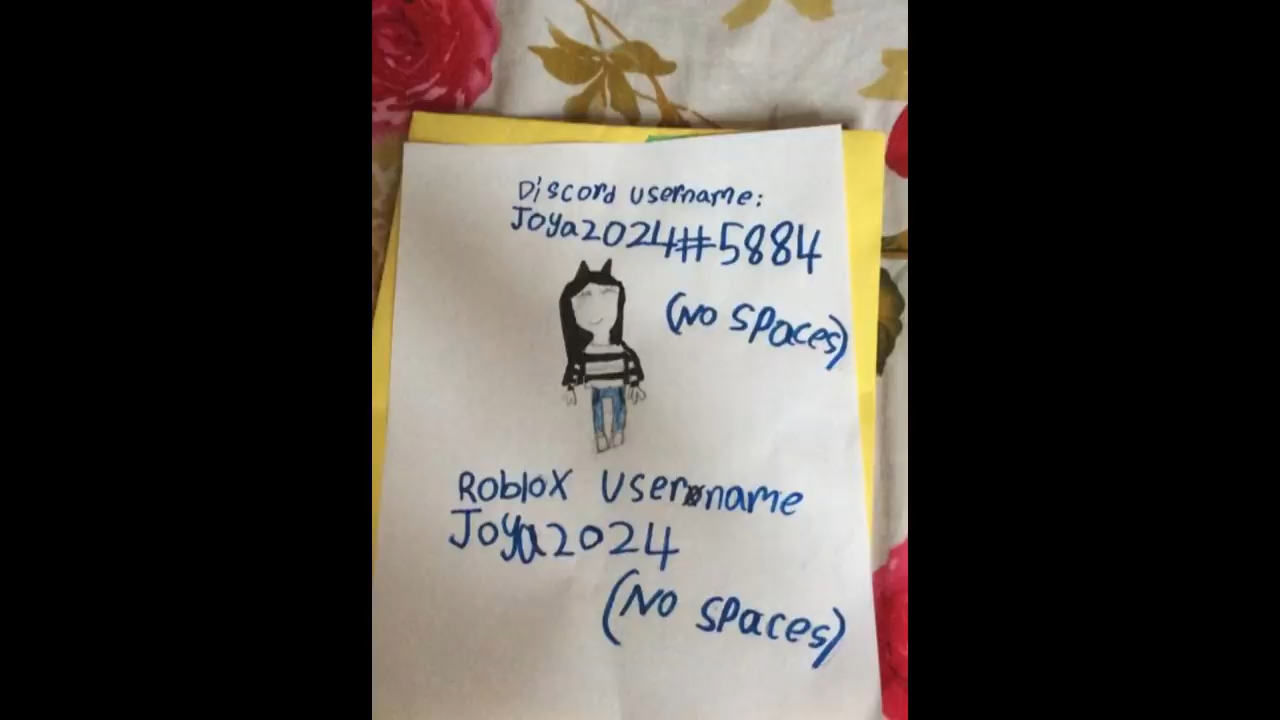 Discord username:
Joya2024#5884
(No spaces)
Roblox username
Joya2024
(No spaces)